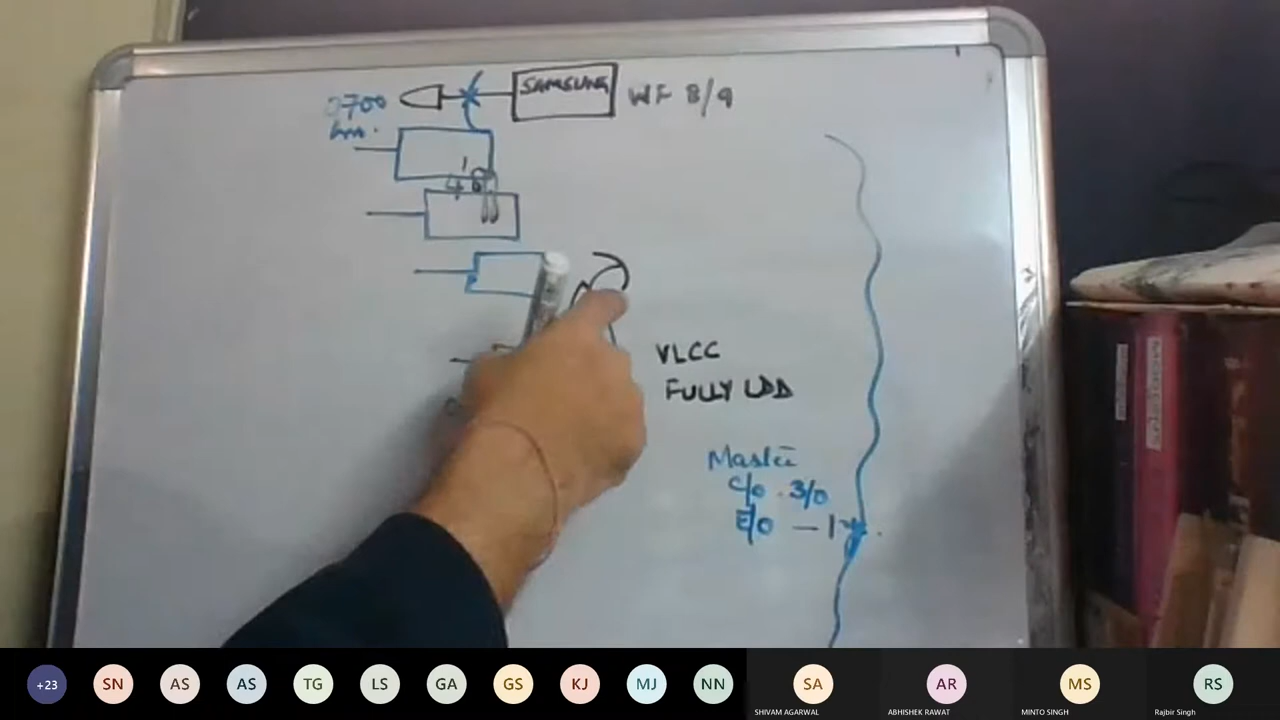 0700
hrs.
SAMSUNG
WF 8/9
VLCC
FULLY LDD
Master
C/O . 3/O
E/O
+23
SN
AS
AS
TG
LS
GA
GS
KJ
MJ
NN
SA
AR
MS
RS
SHIVAM AGARWAL
ABHISHEK RAWAT
MINTO SINGH
Rajbir Singh